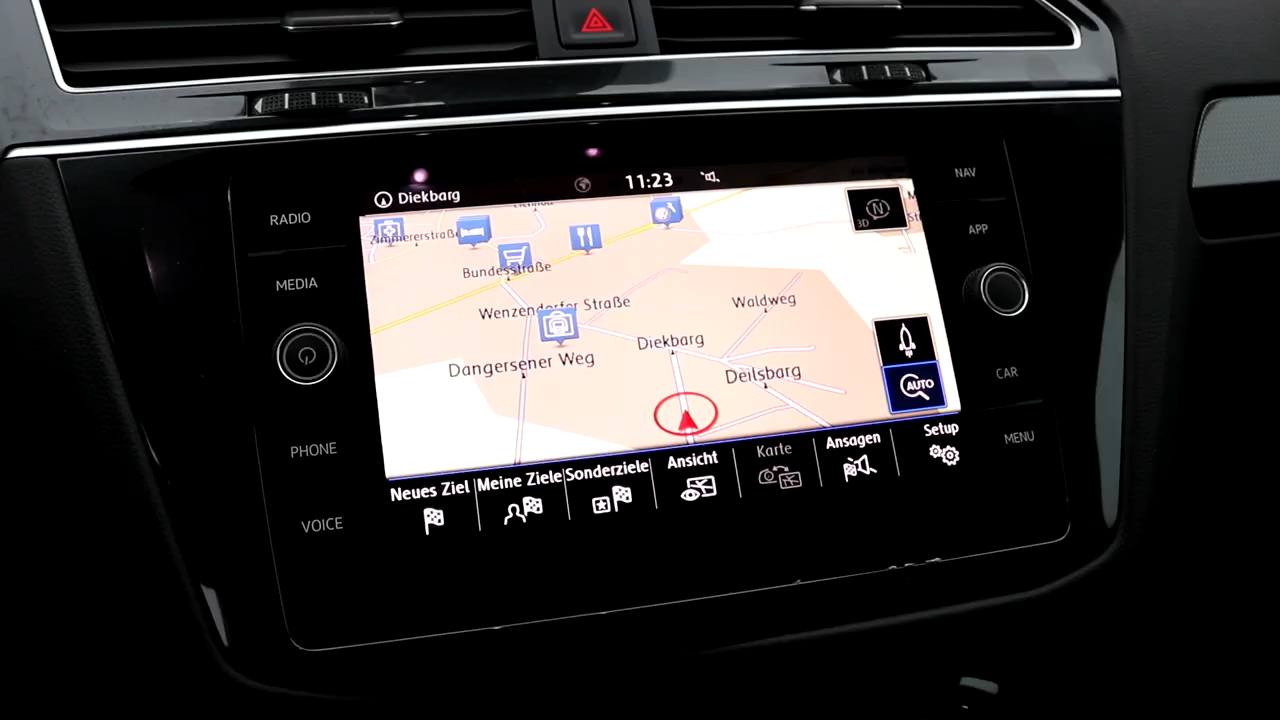 RADIO
MEDIA
PHONE
VOICE
NAV
APP
CAR
MENU
Diekbarg
11:23
3D
N
Zimmererstraße
Bundesstraße
Wenzendorfer Straße
Waldweg
Diekbarg
Dangersener Weg
Deilsbarg
AUTO
Neues Ziel
Meine Ziele
Sonderziele
Ansicht
Karte
Ansagen
Setup